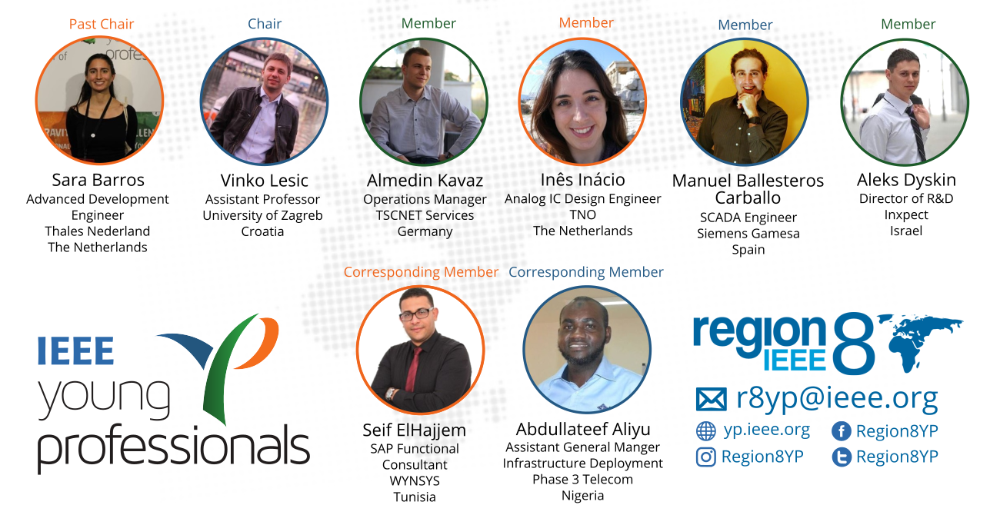 Past Chair
Sara Barros
Advanced Development
Engineer
Thales Nederland
The Netherlands
Chair
Vinko Lesic
Assistant Professor
University of Zagreb
Croatia
Member
Almedin Kavaz
Operations Manager
TSCNET Services
Germany
Member
Inês Inácio
Analog IC Design Engineer
TNO
The Netherlands
Member
Manuel Ballesteros
Carballo
SCADA Engineer
Siemens Gamesa
Spain
Member
Aleks Dyskin
Director of R&D
Inxpect
Israel
Corresponding Member
Seif ElHajjem
SAP Functional
Consultant
WYNSYS
Tunisia
Corresponding Member
Abdullateef Aliyu
Assistant General Manger
Infrastructure Deployment
Phase 3 Telecom
Nigeria
IEEE
young
professionals
region 8
IEEE
r8yp@ieee.org
yp.ieee.org
Region8YP
Region8YP
Region8YP